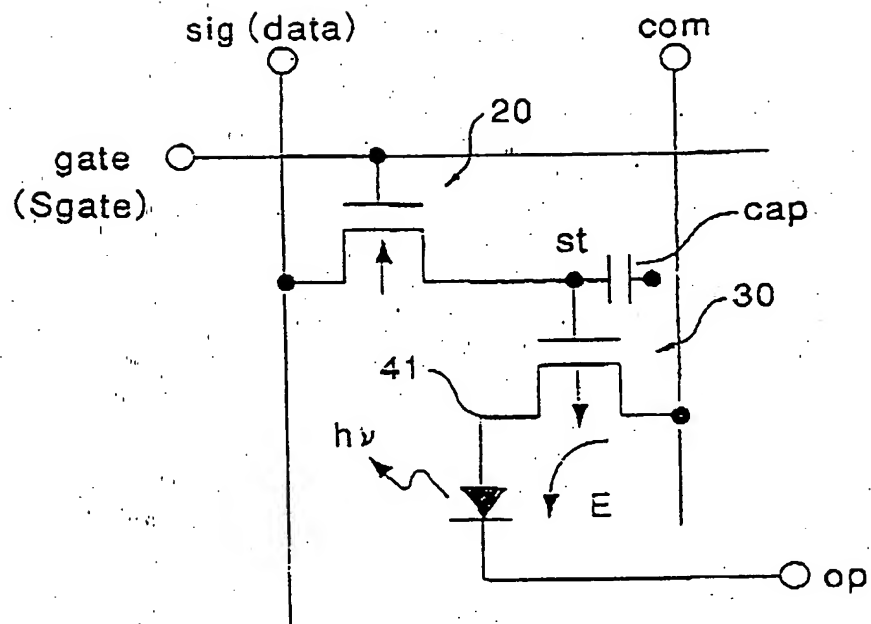 sig (data)
com
20
gate
(Sgate)
cap
st
30
41
hν
E
op